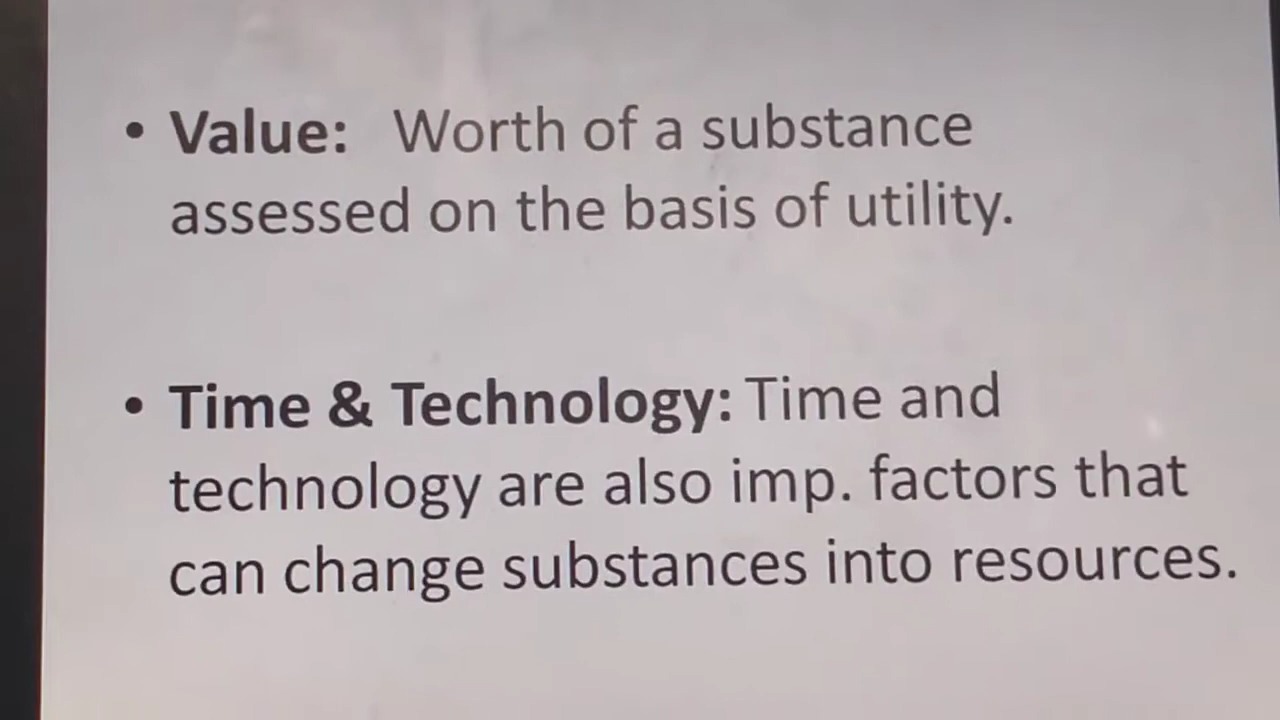 • Value: Worth of a substance
assessed on the basis of utility.
• Time & Technology: Time and
technology are also imp. factors that
can change substances into resources.